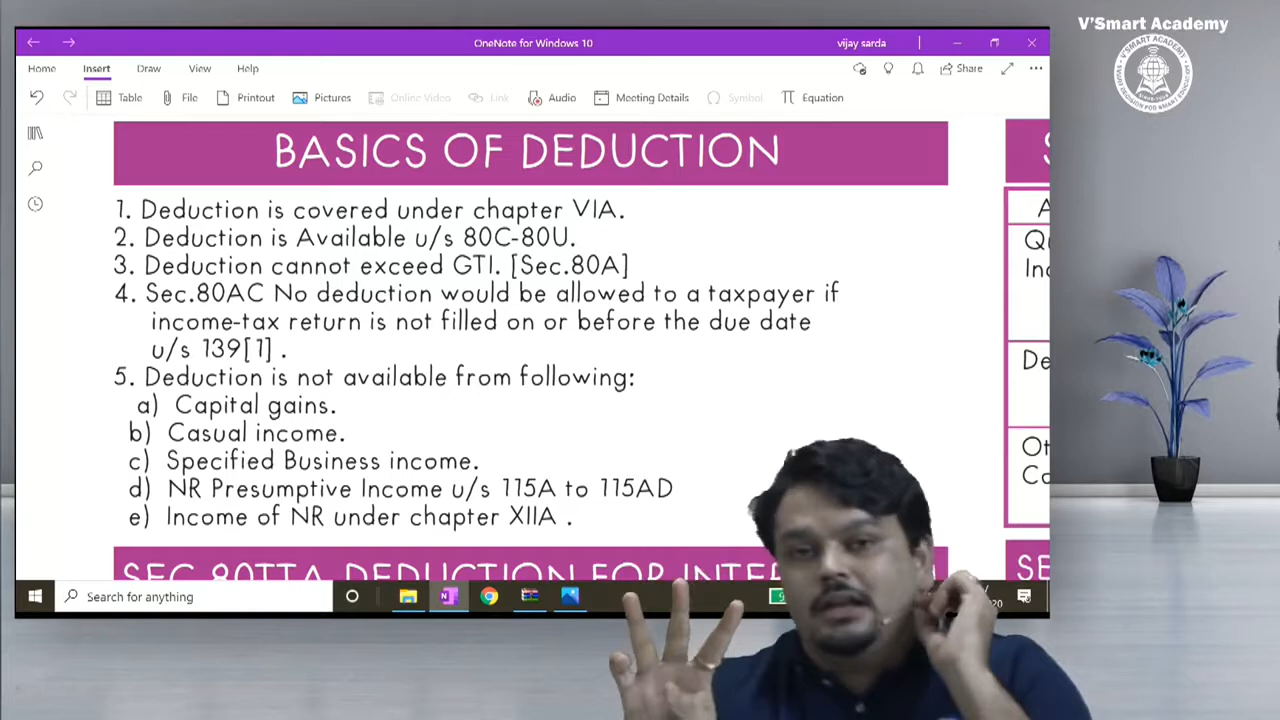 V'Smart Academy
OneNote for Windows 10
vijay sarda
Home Insert Draw View Help
Share
Table File Printout Pictures Online Video Link Audio Meeting Details Symbol Equation
BASICS OF DEDUCTION
1. Deduction is covered under chapter VIA.
2. Deduction is Available u/s 80C-80U.
3. Deduction cannot exceed GTI. [Sec.80A]
4. Sec.80AC No deduction would be allowed to a taxpayer if
income-tax return is not filled on or before the due date
u/s 139[1] .
5. Deduction is not available from following:
a) Capital gains.
b) Casual income.
c) Specified Business income.
d) NR Presumptive Income u/s 115A to 115AD
e) Income of NR under chapter XIIA .
SEC 80TTA DEDUCTION FOR
Search for anything